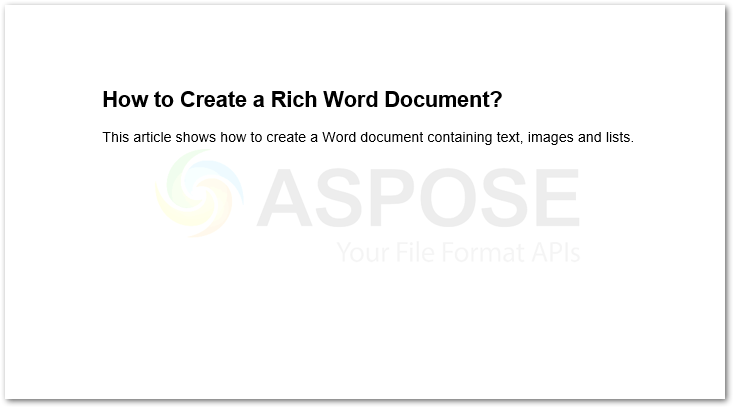 How to Create a Rich Word Document?
This article shows how to create a Word document containing text, images and lists.
ASPOSE
Your File Format APIs